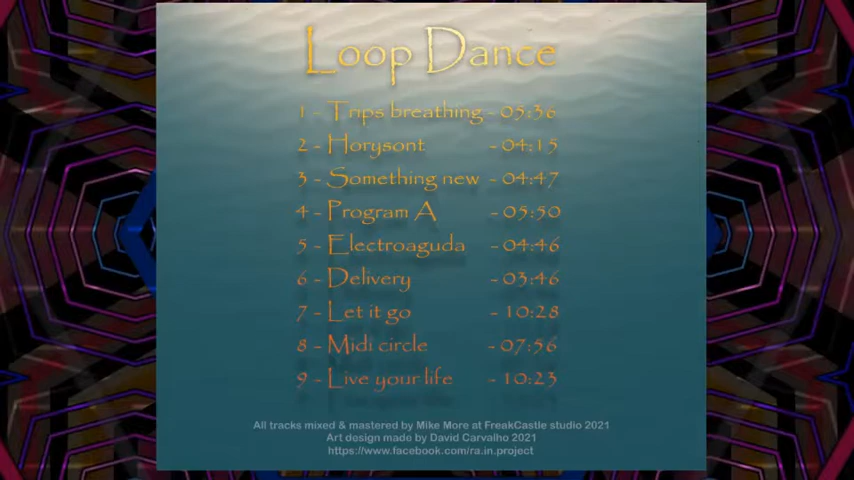 Loop Dance
1 - Trips breathing - 05:36
2 - Horysont - 04:15
3 - Something new - 04:47
4 - Program A - 05:50
5 - Electroaguda - 04:46
6 - Delivery - 03:46
7 - Let it go - 10:28
8 - Midi circle - 07:56
9 - Live your life - 10:23
All tracks mixed & mastered by Mike More at FreakCastle studio 2021
Art design made by David Carvalho 2021
https://www.facebook.com/ra.in.project